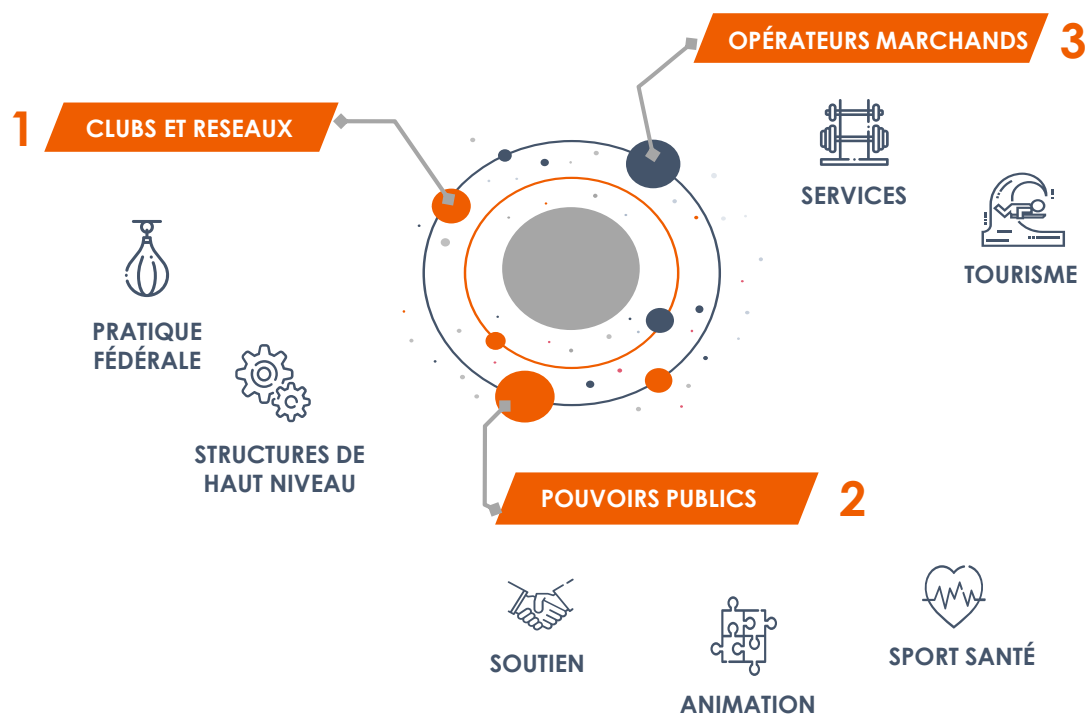 1
CLUBS ET RESEAUX
PRATIQUE
FÉDÉRALE
STRUCTURES DE
HAUT NIVEAU
POUVOIRS PUBLICS
2
SOUTIEN
ANIMATION
SPORT SANTÉ
OPÉRATEURS MARCHANDS
3
SERVICES
TOURISME